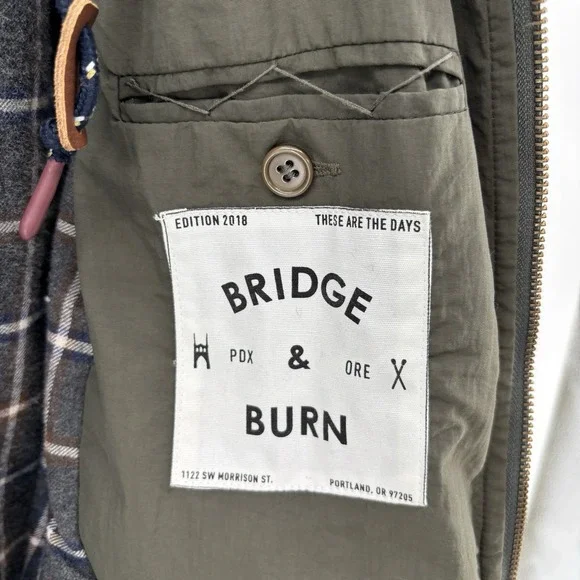 EDITION 2018 THESE ARE THE DAYS
BRIDGE
PDX & ORE
BURN
1122 SW MORRISON ST. PORTLAND, OR 97205